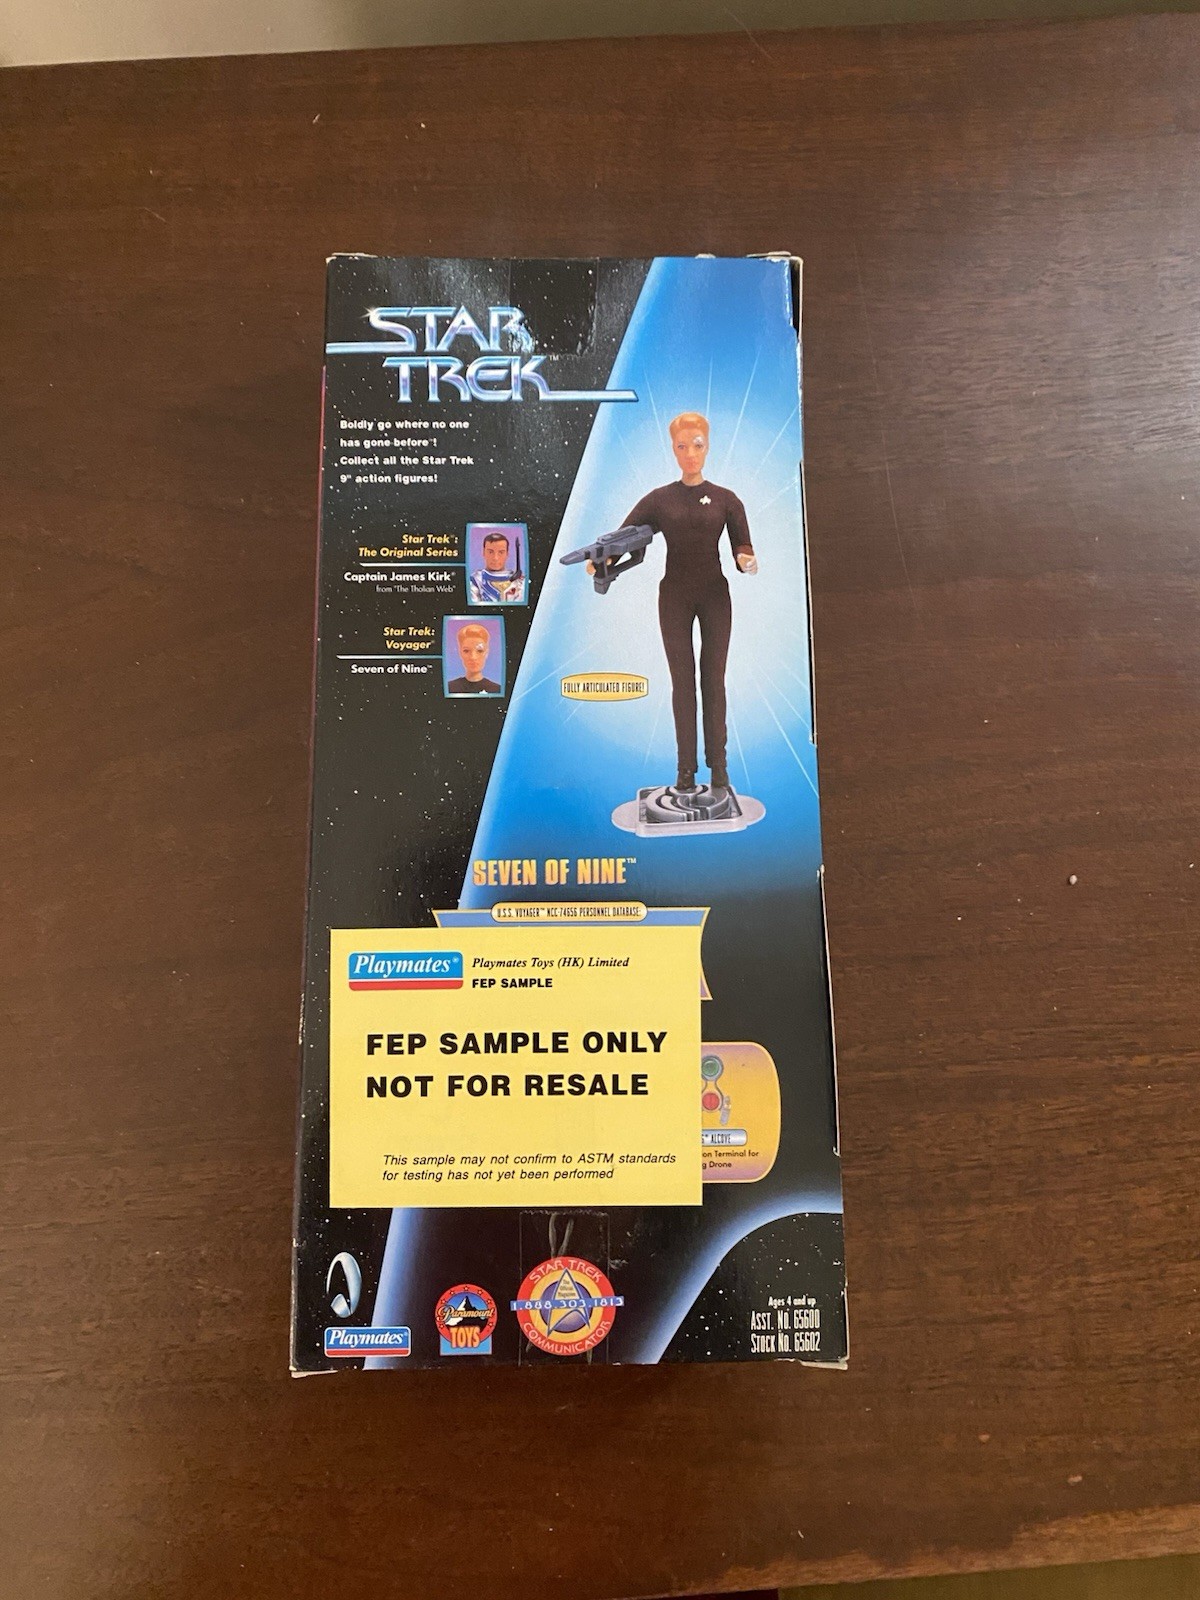 STAR
TREK™
Boldly go where no one
has gone before™!
Collect all the Star Trek
9" action figures!
Star Trek™:
The Original Series
Captain James Kirk®
from "The Tholian Web"
Star Trek:
Voyager®
Seven of Nine™
FULLY ARTICULATED FIGURE!
SEVEN OF NINE™
U.S.S. VOYAGER™ NCC-74656 PERSONNEL DATABASE:
Playmates® Playmates Toys (HK) Limited
FEP SAMPLE
FEP SAMPLE ONLY
NOT FOR RESALE
This sample may not confirm to ASTM standards
for testing has not yet been performed
ALCOVE
on Terminal for
g Drone
Playmates®
Paramount
TOYS
STAR TREK
1.888.303.1813
COMMUNICATOR
Ages 4 and up
ASST. NO. 65600
STOCK NO. 65602